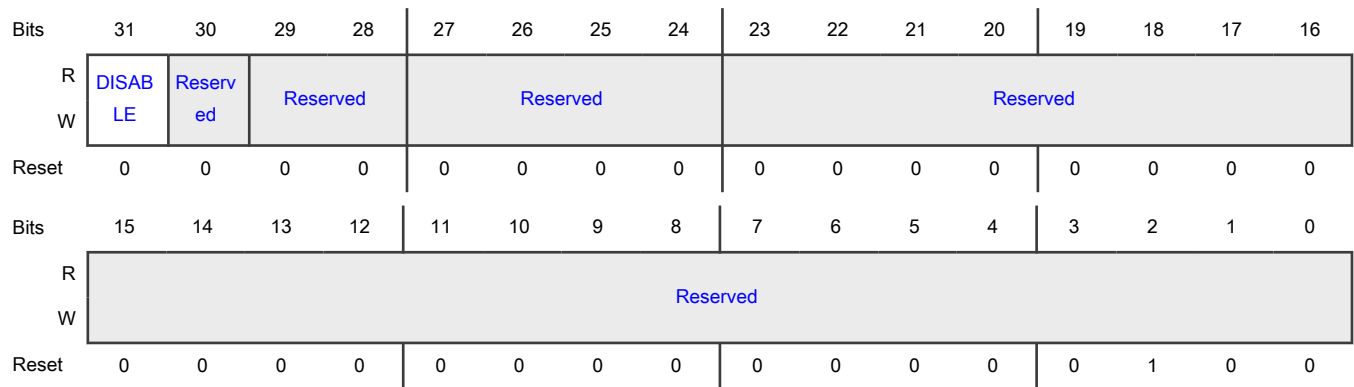 Bits 31 30 29 28 27 26 25 24 23 22 21 20 19 18 17 16
R
DISAB Reserv
Reserved Reserved Reserved
LE ed
W
Reset 0 0 0 0 0 0 0 0 0 0 0 0 0 0 0 0
Bits 15 14 13 12 11 10 9 8 7 6 5 4 3 2 1 0
R
Reserved
W
Reset 0 0 0 0 0 0 0 0 0 0 0 0 0 1 0 0